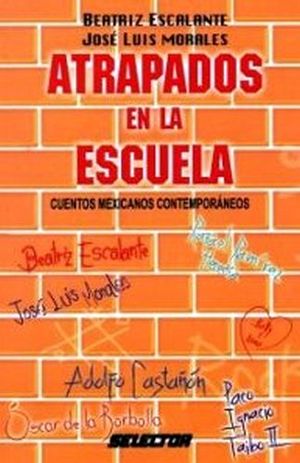 BEATRIZ ESCALANTE
JOSÉ LUIS MORALES
ATRAPADOS
EN LA
ESCUELA
CUENTOS MEXICANOS CONTEMPORÁNEOS
Beatriz Escalante
Ramírez
José Luis Morales
Adolfo Castañón
Óscar de la Borbolla
Paco
Ignacio
Taibo II
SELECTOR